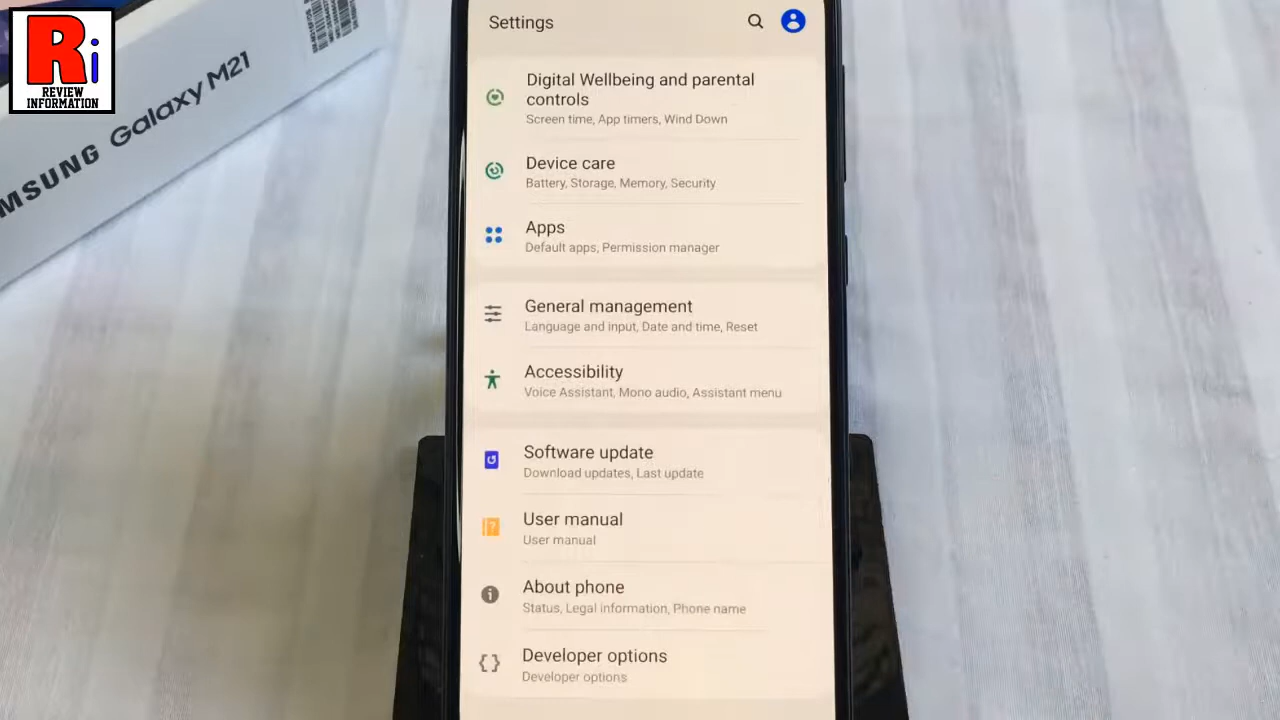 Ri
REVIEW
INFORMATION
MSUNG Galaxy M21
Settings
Digital Wellbeing and parental
controls
Screen time, App timers, Wind Down
Device care
Battery, Storage, Memory, Security
Apps
Default apps, Permission manager
General management
Language and input, Date and time, Reset
Accessibility
Voice Assistant, Mono audio, Assistant menu
Software update
Download updates, Last update
User manual
User manual
About phone
Status, Legal information, Phone name
Developer options
Developer options